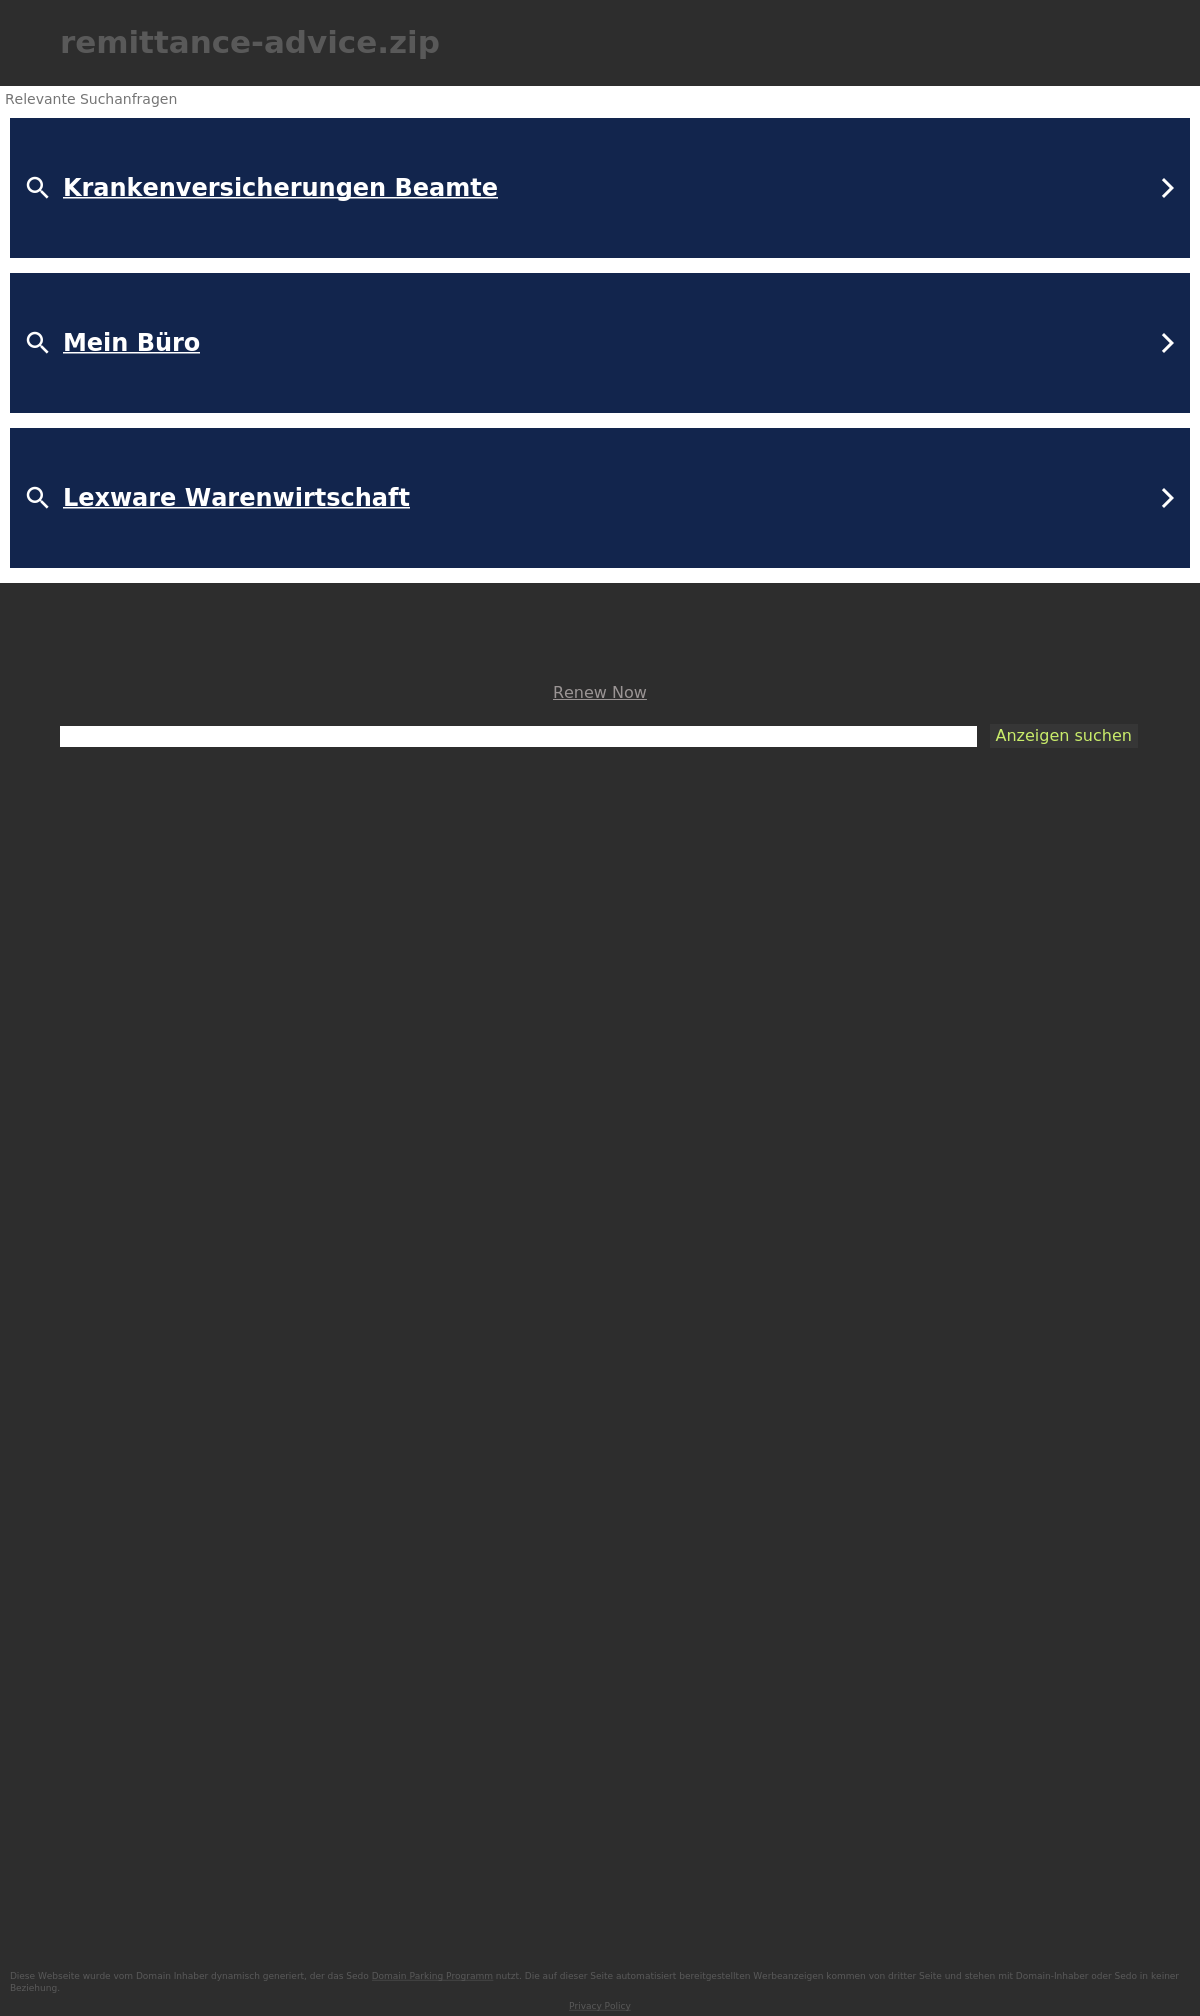 remittance-advice.zip
Relevante Suchanfragen
Krankenversicherungen Beamte
Mein Büro
Lexware Warenwirtschaft
Renew Now
Anzeigen suchen
Diese Webseite wurde vom Domain Inhaber dynamisch generiert, der das Sedo Domain Parking Programm nutzt. Die auf dieser Seite automatisiert bereitgestellten Werbeanzeigen kommen von dritter Seite und stehen mit Domain-Inhaber oder Sedo in keiner
Beziehung.
Privacy Policy